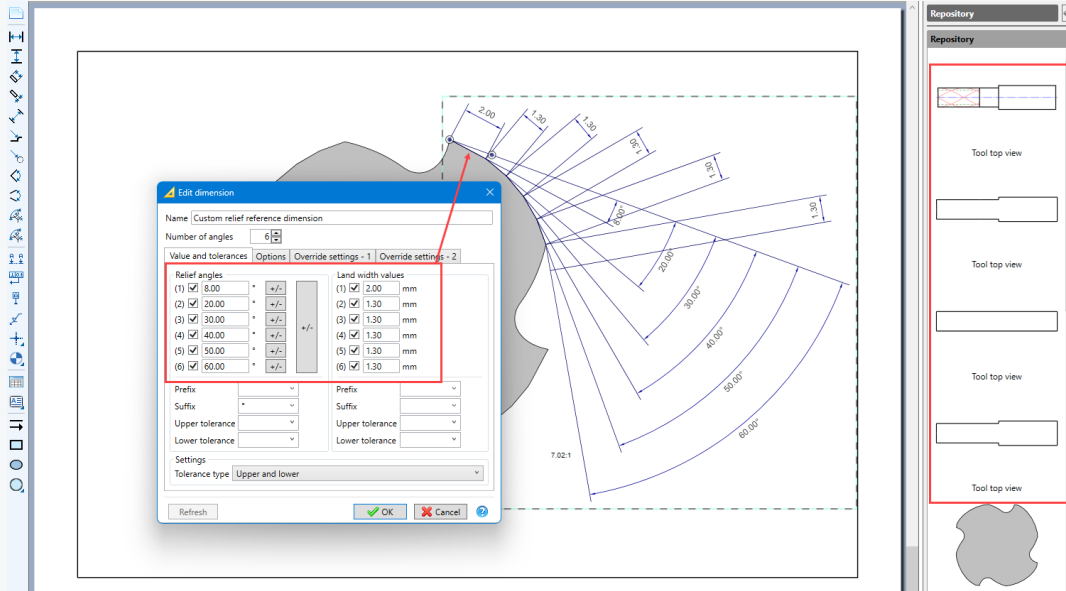 Repository
Repository
Tool top view
Tool top view
Tool top view
Tool top view
2.00
1.30
1.30
1.30
1.30
1.30
8.00°
20.00°
30.00°
40.00°
50.00°
60.00°
7.02:1
Edit dimension
Name Custom relief reference dimension
Number of angles 6
Value and tolerances Options Override settings - 1 Override settings - 2
Relief angles Land width values
(1) 8.00 ° +/- (1) 2.00 mm
(2) 20.00 ° +/- (2) 1.30 mm
(3) 30.00 ° +/- (3) 1.30 mm
+/-
(4) 40.00 ° +/- (4) 1.30 mm
(5) 50.00 ° +/- (5) 1.30 mm
(6) 60.00 ° +/- (6) 1.30 mm
Prefix Prefix
Suffix ° Suffix
Upper tolerance Upper tolerance
Lower tolerance Lower tolerance
Settings
Tolerance type Upper and lower
Refresh OK Cancel ?